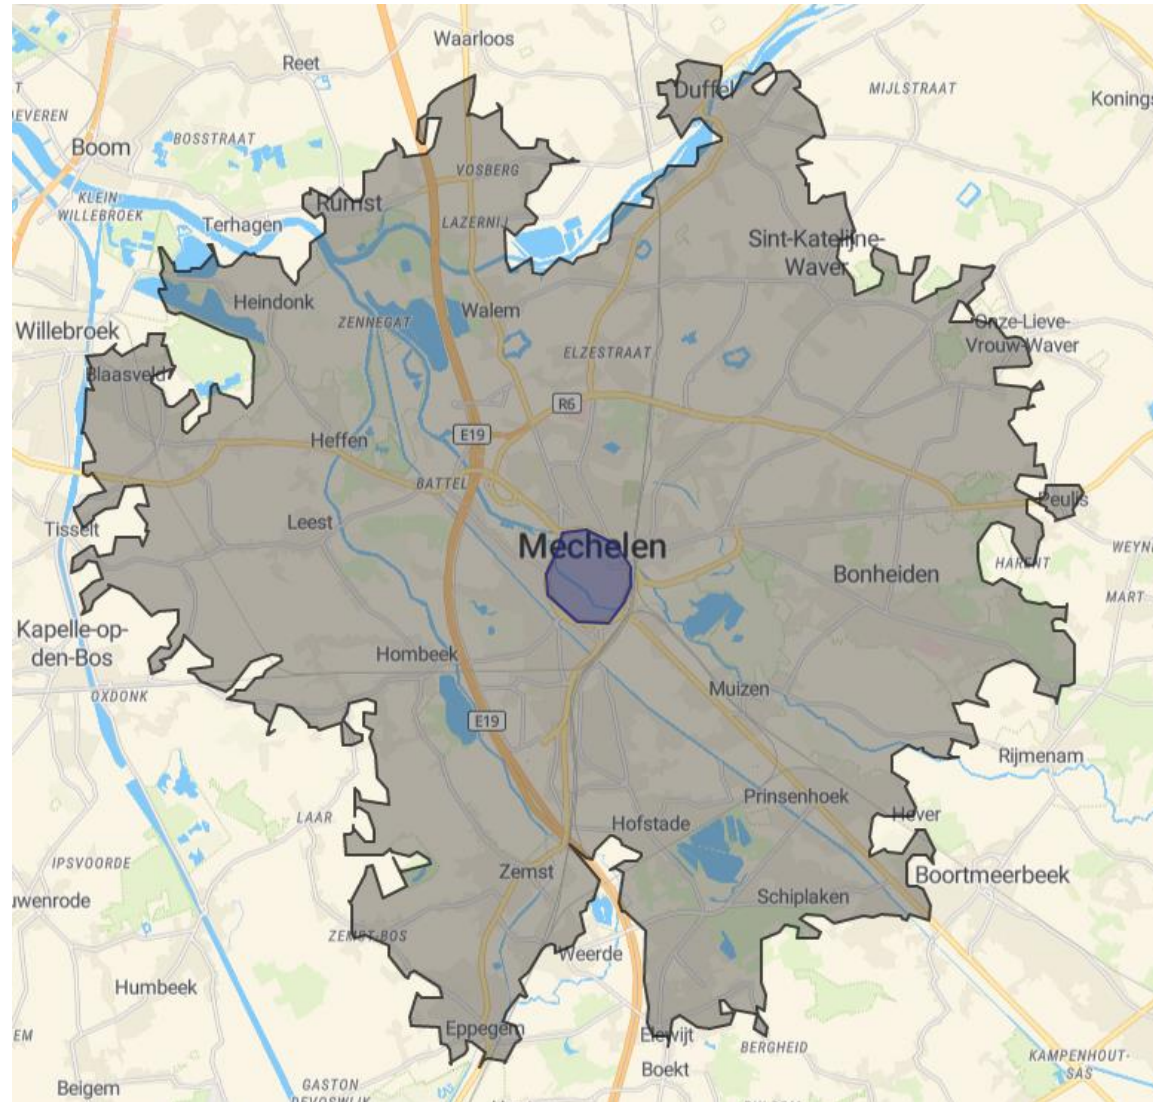 Waarloos
Reet
MIJLSTRAAT
Duffel
Konings
T
EVEREN
BOSSTRAAT
Boom
VOSBERG
KLEIN-
WILLEBROEK
Rumst
Terhagen
LAZERNIJ
Sint-Katelijne-
Waver
Heindonk
Walem
ZENNEGAT
Willebroek
Onze-Lieve-
Vrouw-Waver
ELZESTRAAT
Blaasveld
R6
E19
Heffen
BATTEL
Peulis
Leest
Tisselt
Mechelen
WEYN
HARENT
Bonheiden
MART
Kapelle-op-
den-Bos
Hombeek
OXDONK
Muizen
E19
Rijmenam
Prinsenhoek
LAAR
Hever
Hofstade
IPSVOORDE
Zemst
Boortmeerbeek
uwenrode
Schiplaken
ZEMST-BOS
Weerde
Humbeek
Eppegem
Elewijt
EM
BERGHEID
Boekt
KAMPENHOUT-
SAS
Beigem
GASTON
DEVOSWIJK